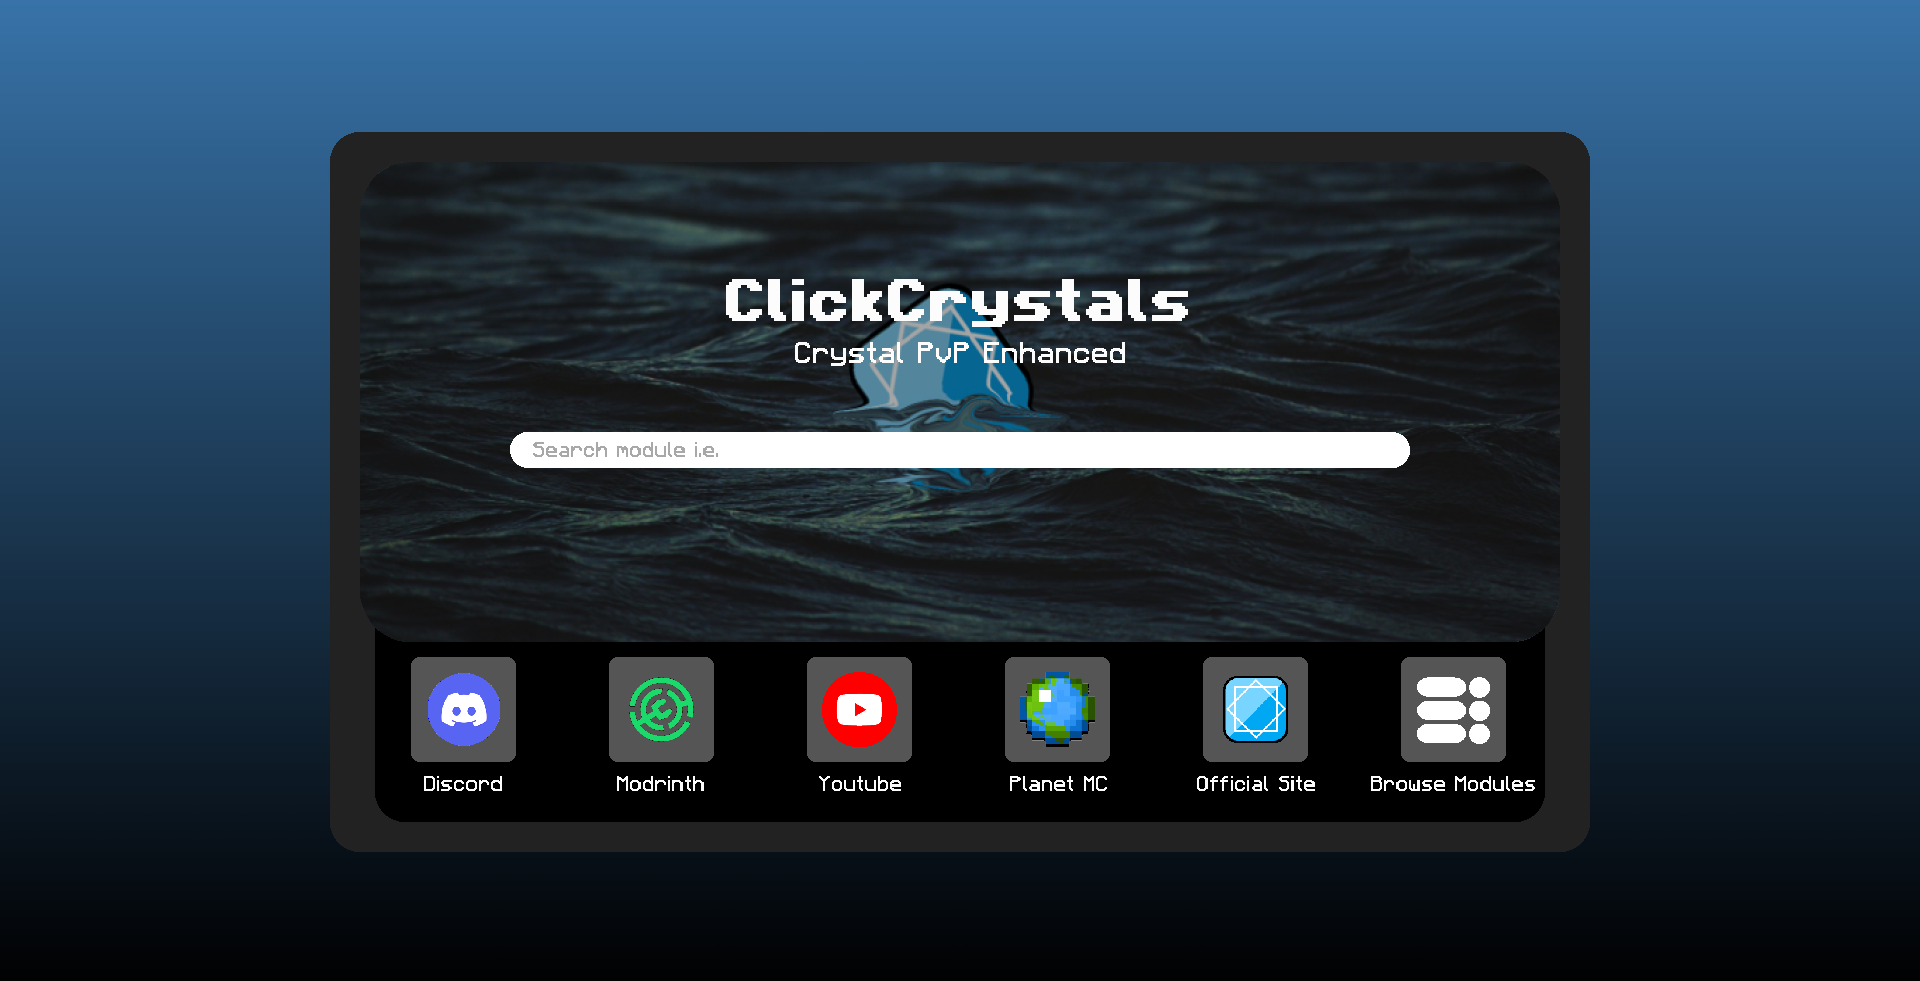 ClickCrystals
Crystal PvP Enhanced
Search module i.e.
Discord
Modrinth
Youtube
Planet MC
Official Site
Browse Modules